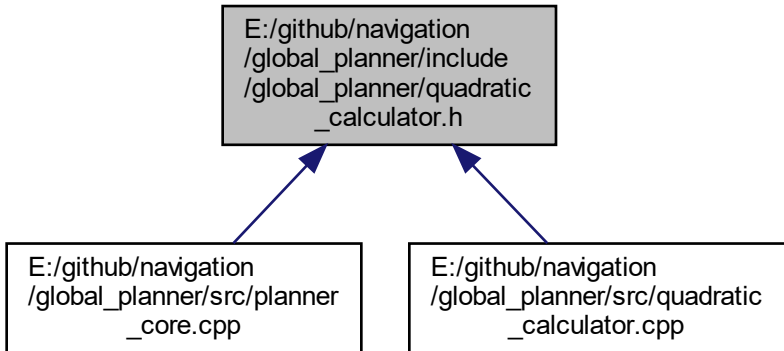 E:/github/navigation
/global_planner/include
/global_planner/quadratic
_calculator.h
E:/github/navigation
/global_planner/src/planner
_core.cpp
E:/github/navigation
/global_planner/src/quadratic
_calculator.cpp